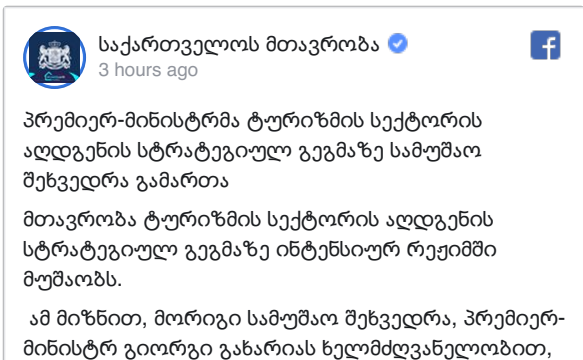 საქართველოს მთავრობა
3 hours ago
პრემიერ-მინისტრმა ტურიზმის სექტორის
აღდგენის სტრატეგიულ გეგმაზე სამუშაო
შეხვედრა გამართა
მთავრობა ტურიზმის სექტორის აღდგენის
სტრატეგიულ გეგმაზე ინტენსიურ რეჟიმში
მუშაობს.
ამ მიზნით, მორიგი სამუშაო შეხვედრა, პრემიერ-
მინისტრ გიორგი გახარიას ხელმძღვანელობით,